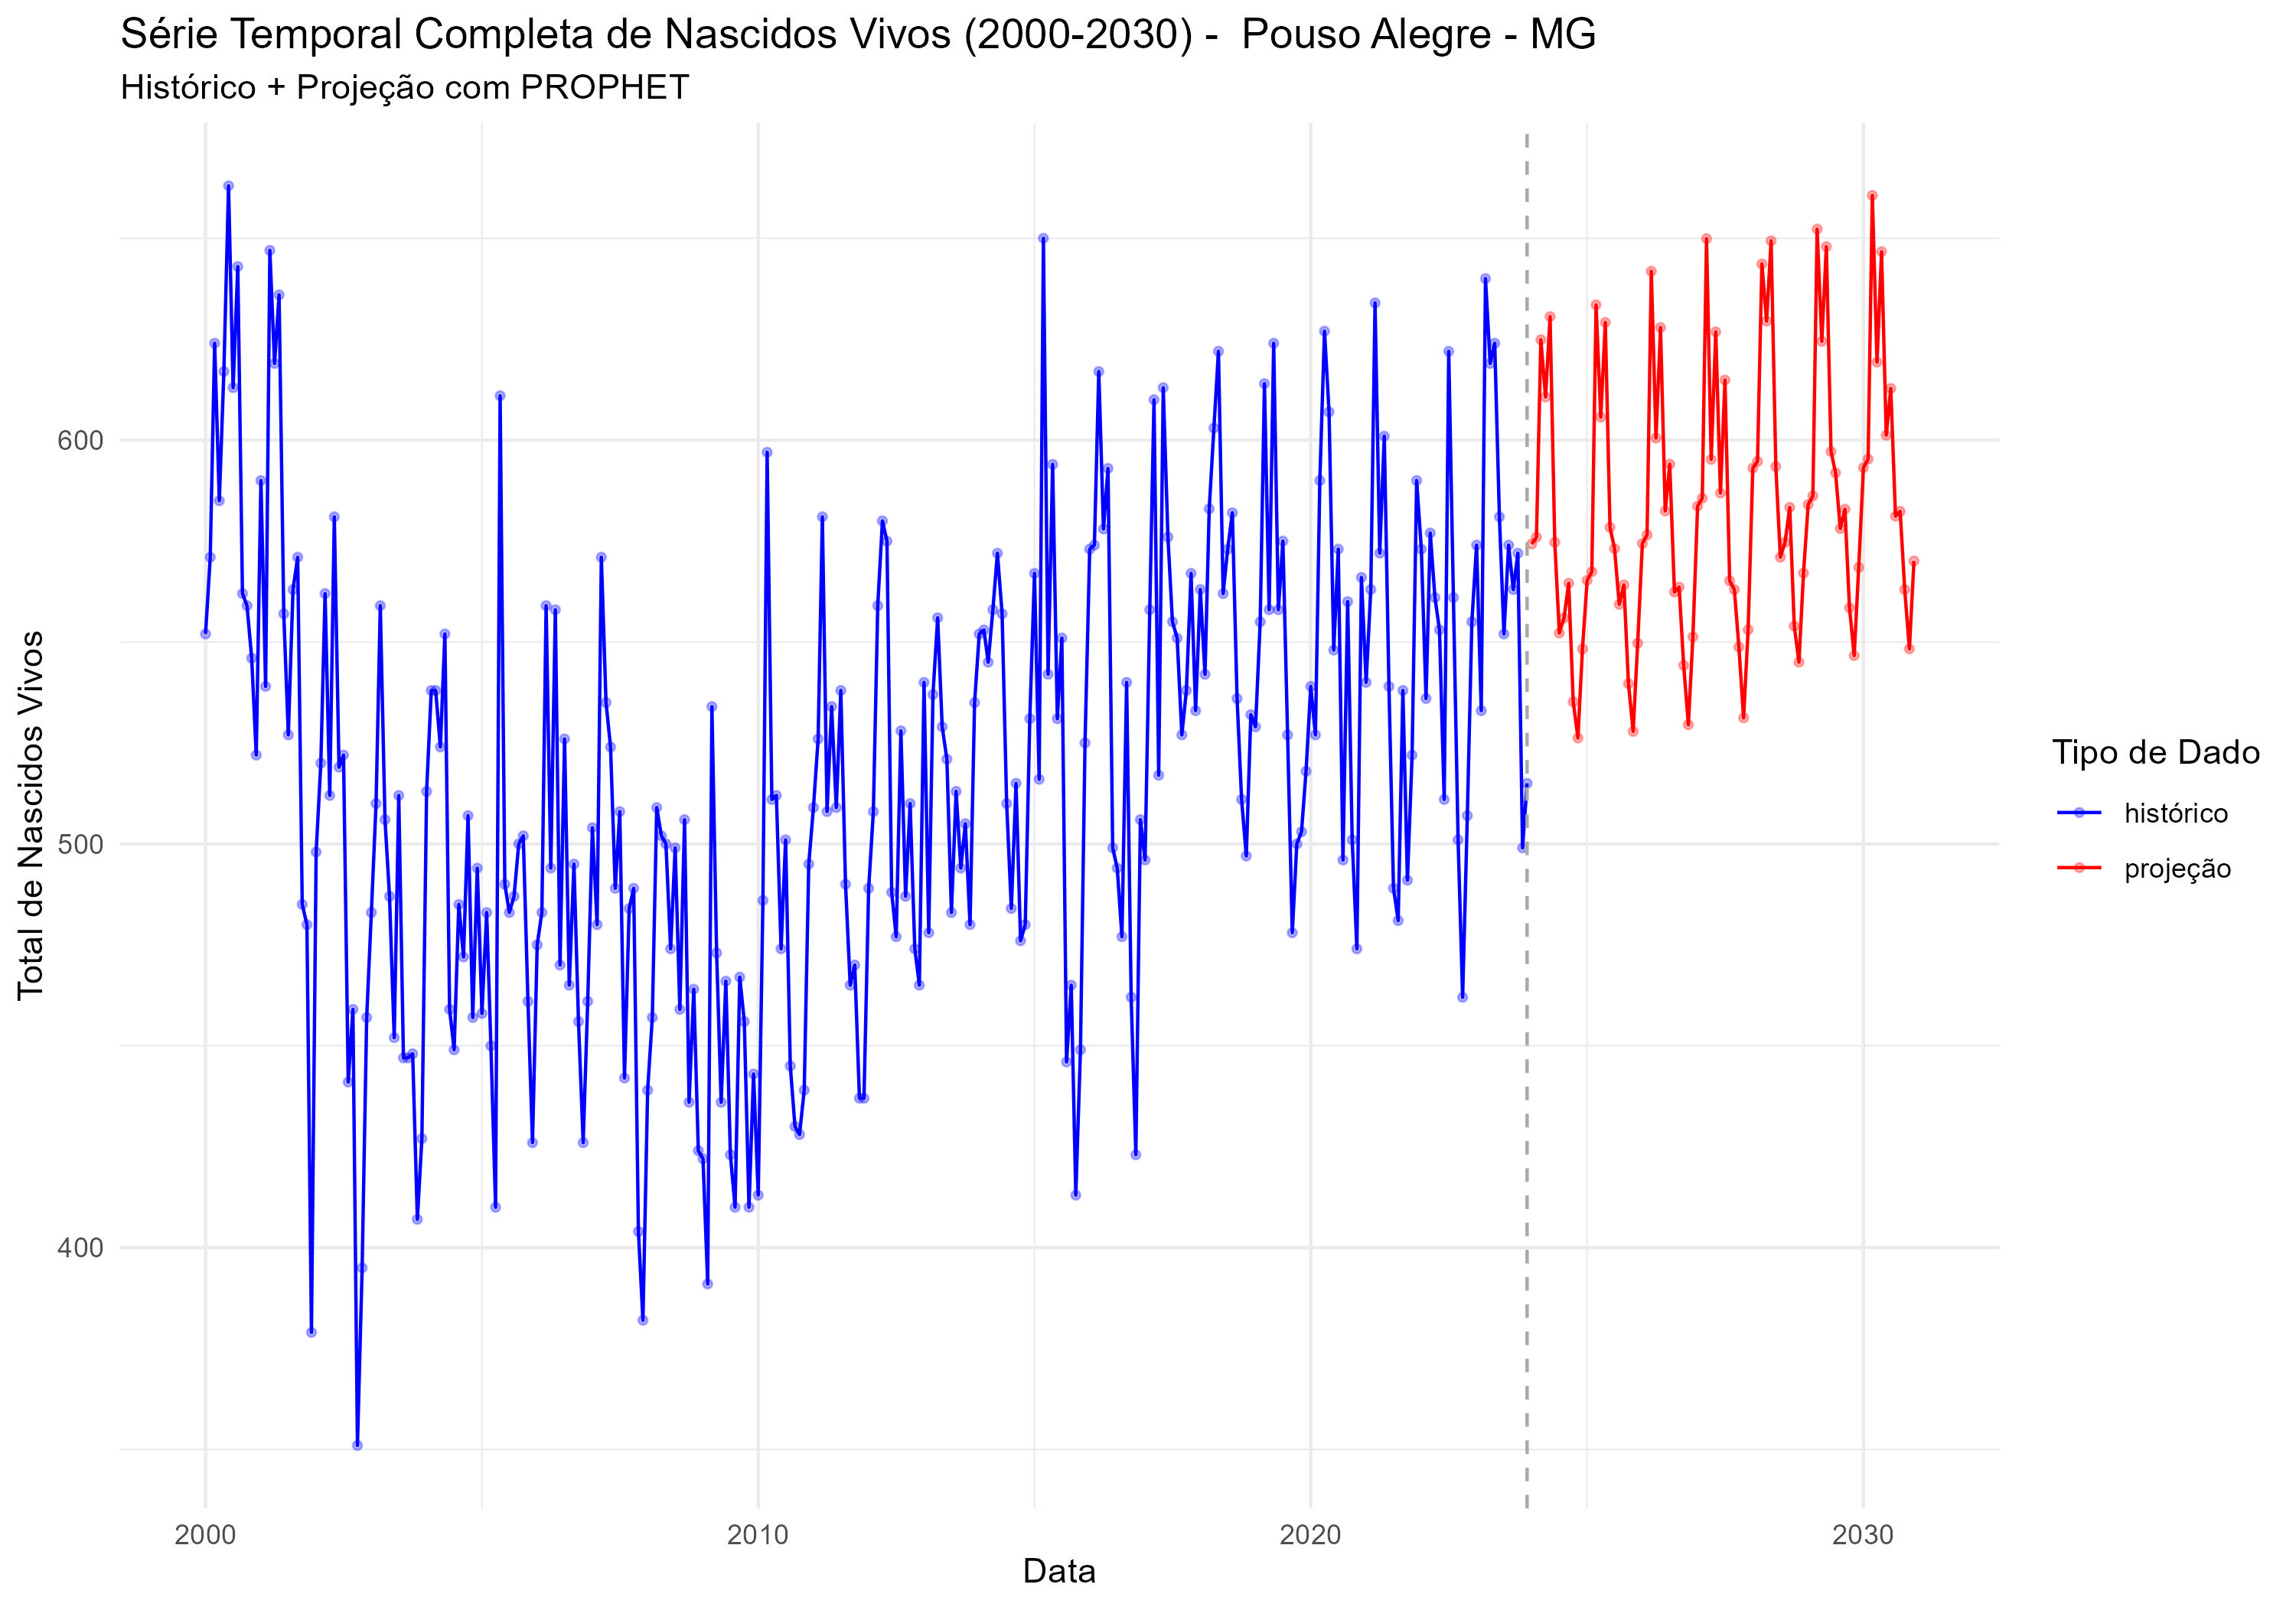 Série Temporal Completa de Nascidos Vivos (2000-2030) -  Pouso Alegre - MG
Histórico + Projeção com PROPHET
Total de Nascidos Vivos
600
500
400
2000
2010
2020
2030
Data
Tipo de Dado
histórico
projeção